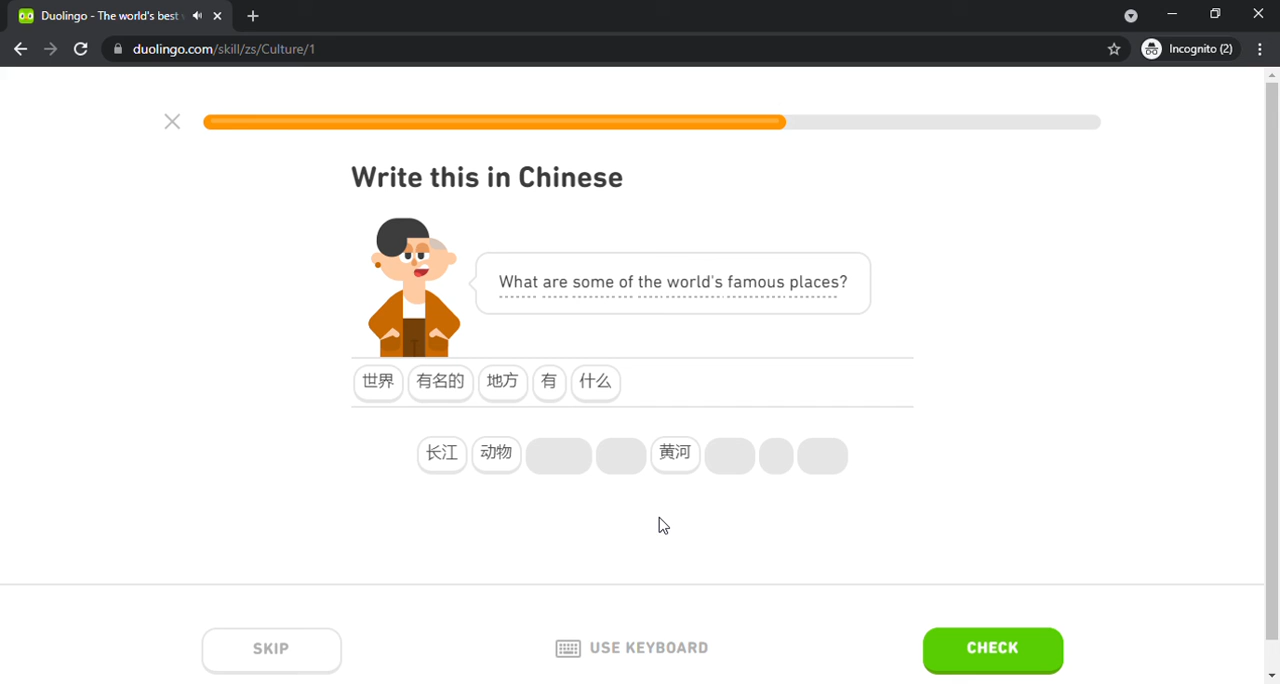 Duolingo - The world's best
duolingo.com/skill/zs/Culture/1
Incognito (2)
Write this in Chinese
What are some of the world's famous places?
世界 有名的 地方 有 什么
长江 动物 黄河
SKIP
USE KEYBOARD
CHECK